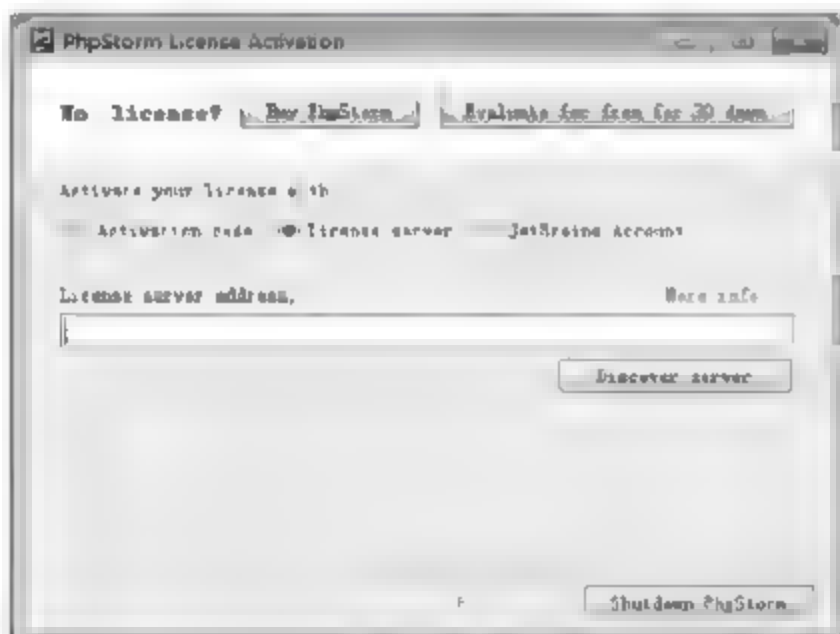 PhpStorm License Activation
No license? Buy PhpStorm Evaluate for free for 30 days
Activate your license with
Activation code License server JetBrains Account
License server address:
More info
Discover server
Shutdown PhpStorm